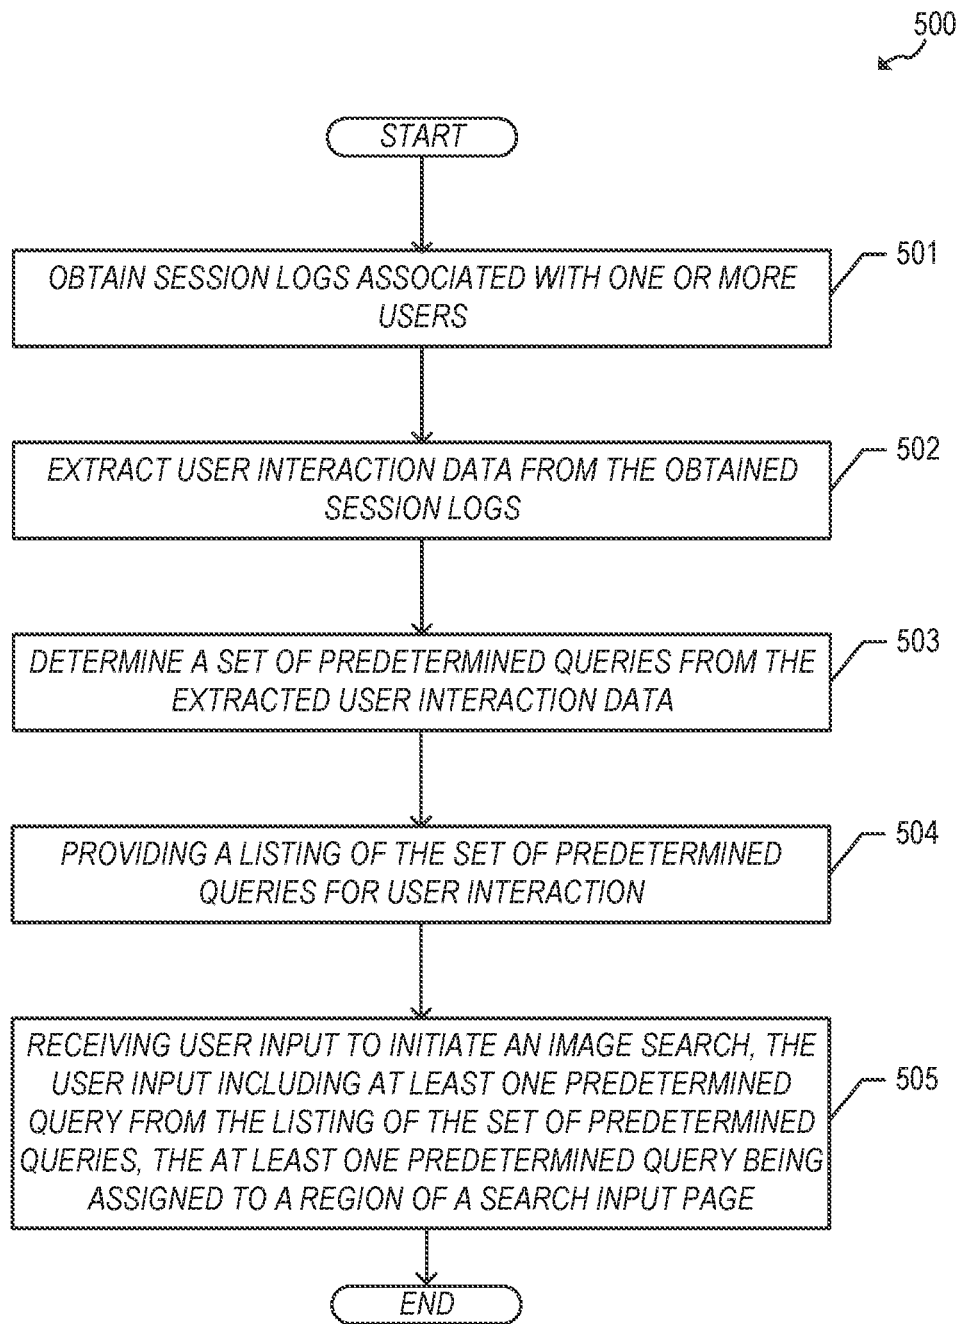 500
START
OBTAIN SESSION LOGS ASSOCIATED WITH ONE OR MORE
USERS
501
EXTRACT USER INTERACTION DATA FROM THE OBTAINED
SESSION LOGS
502
DETERMINE A SET OF PREDETERMINED QUERIES FROM THE
EXTRACTED USER INTERACTION DATA
503
PROVIDING A LISTING OF THE SET OF PREDETERMINED
QUERIES FOR USER INTERACTION
504
RECEIVING USER INPUT TO INITIATE AN IMAGE SEARCH, THE
USER INPUT INCLUDING AT LEAST ONE PREDETERMINED
QUERY FROM THE LISTING OF THE SET OF PREDETERMINED
QUERIES, THE AT LEAST ONE PREDETERMINED QUERY BEING
ASSIGNED TO A REGION OF A SEARCH INPUT PAGE
505
END